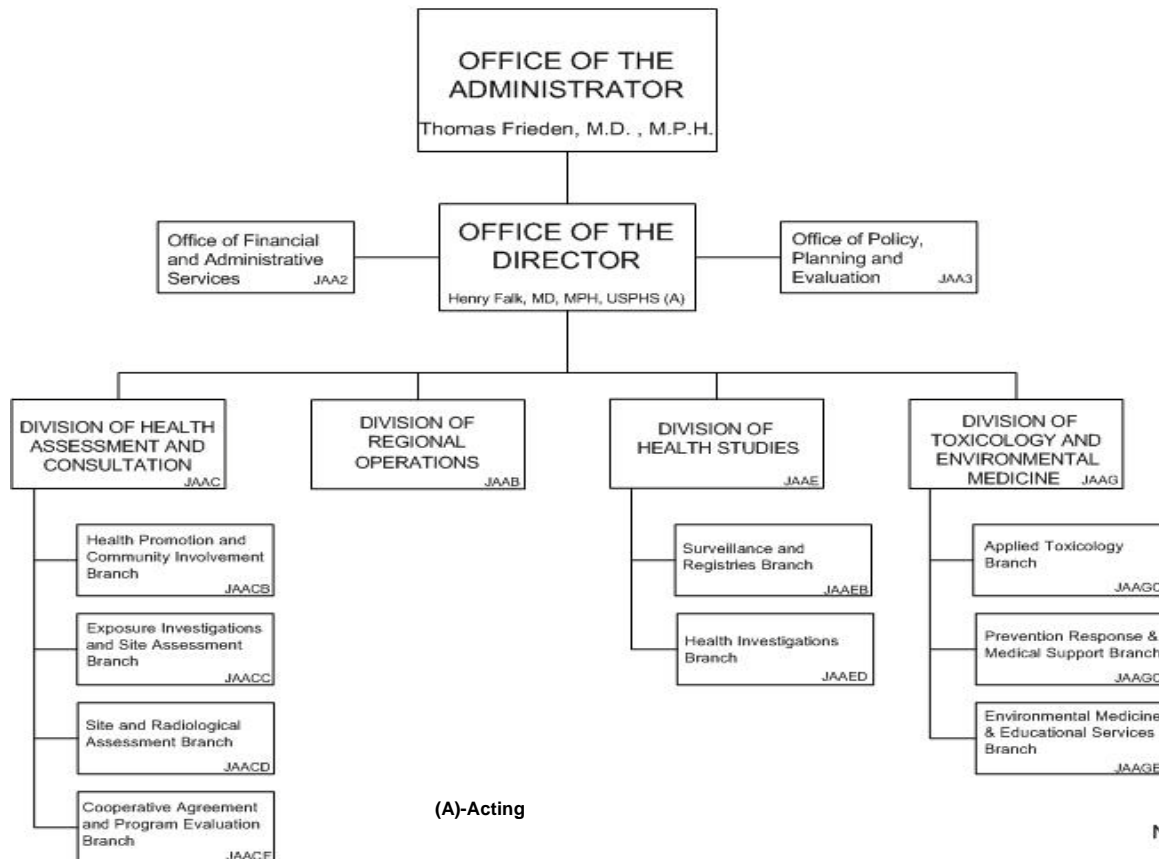 OFFICE OF THE
ADMINISTRATOR
Thomas Frieden, M.D. , M.P.H.
Office of Financial
and Administrative
Services
JAA2
OFFICE OF THE
DIRECTOR
Henry Falk, MD, MPH, USPHS (A)
Office of Policy,
Planning and
Evaluation
JAA3
DIVISION OF HEALTH
ASSESSMENT AND
CONSULTATION
JAAC
DIVISION OF
REGIONAL
OPERATIONS
JAAB
DIVISION OF
HEALTH STUDIES
JAAE
DIVISION OF
TOXICOLOGY AND
ENVIRONMENTAL
MEDICINE JAAG
Health Promotion and
Community Involvement
Branch
JAACB
Exposure Investigations
and Site Assessment
Branch
JAACC
Site and Radiological
Assessment Branch
JAACD
Cooperative Agreement
and Program Evaluation
Branch
Surveillance and
Registries Branch
JAAEB
Health Investigations
Branch
JAAED
Applied Toxicology
Branch
Prevention Response &
Medical Support Branch
Environmental Medicine
& Educational Services
Branch
(A)-Acting